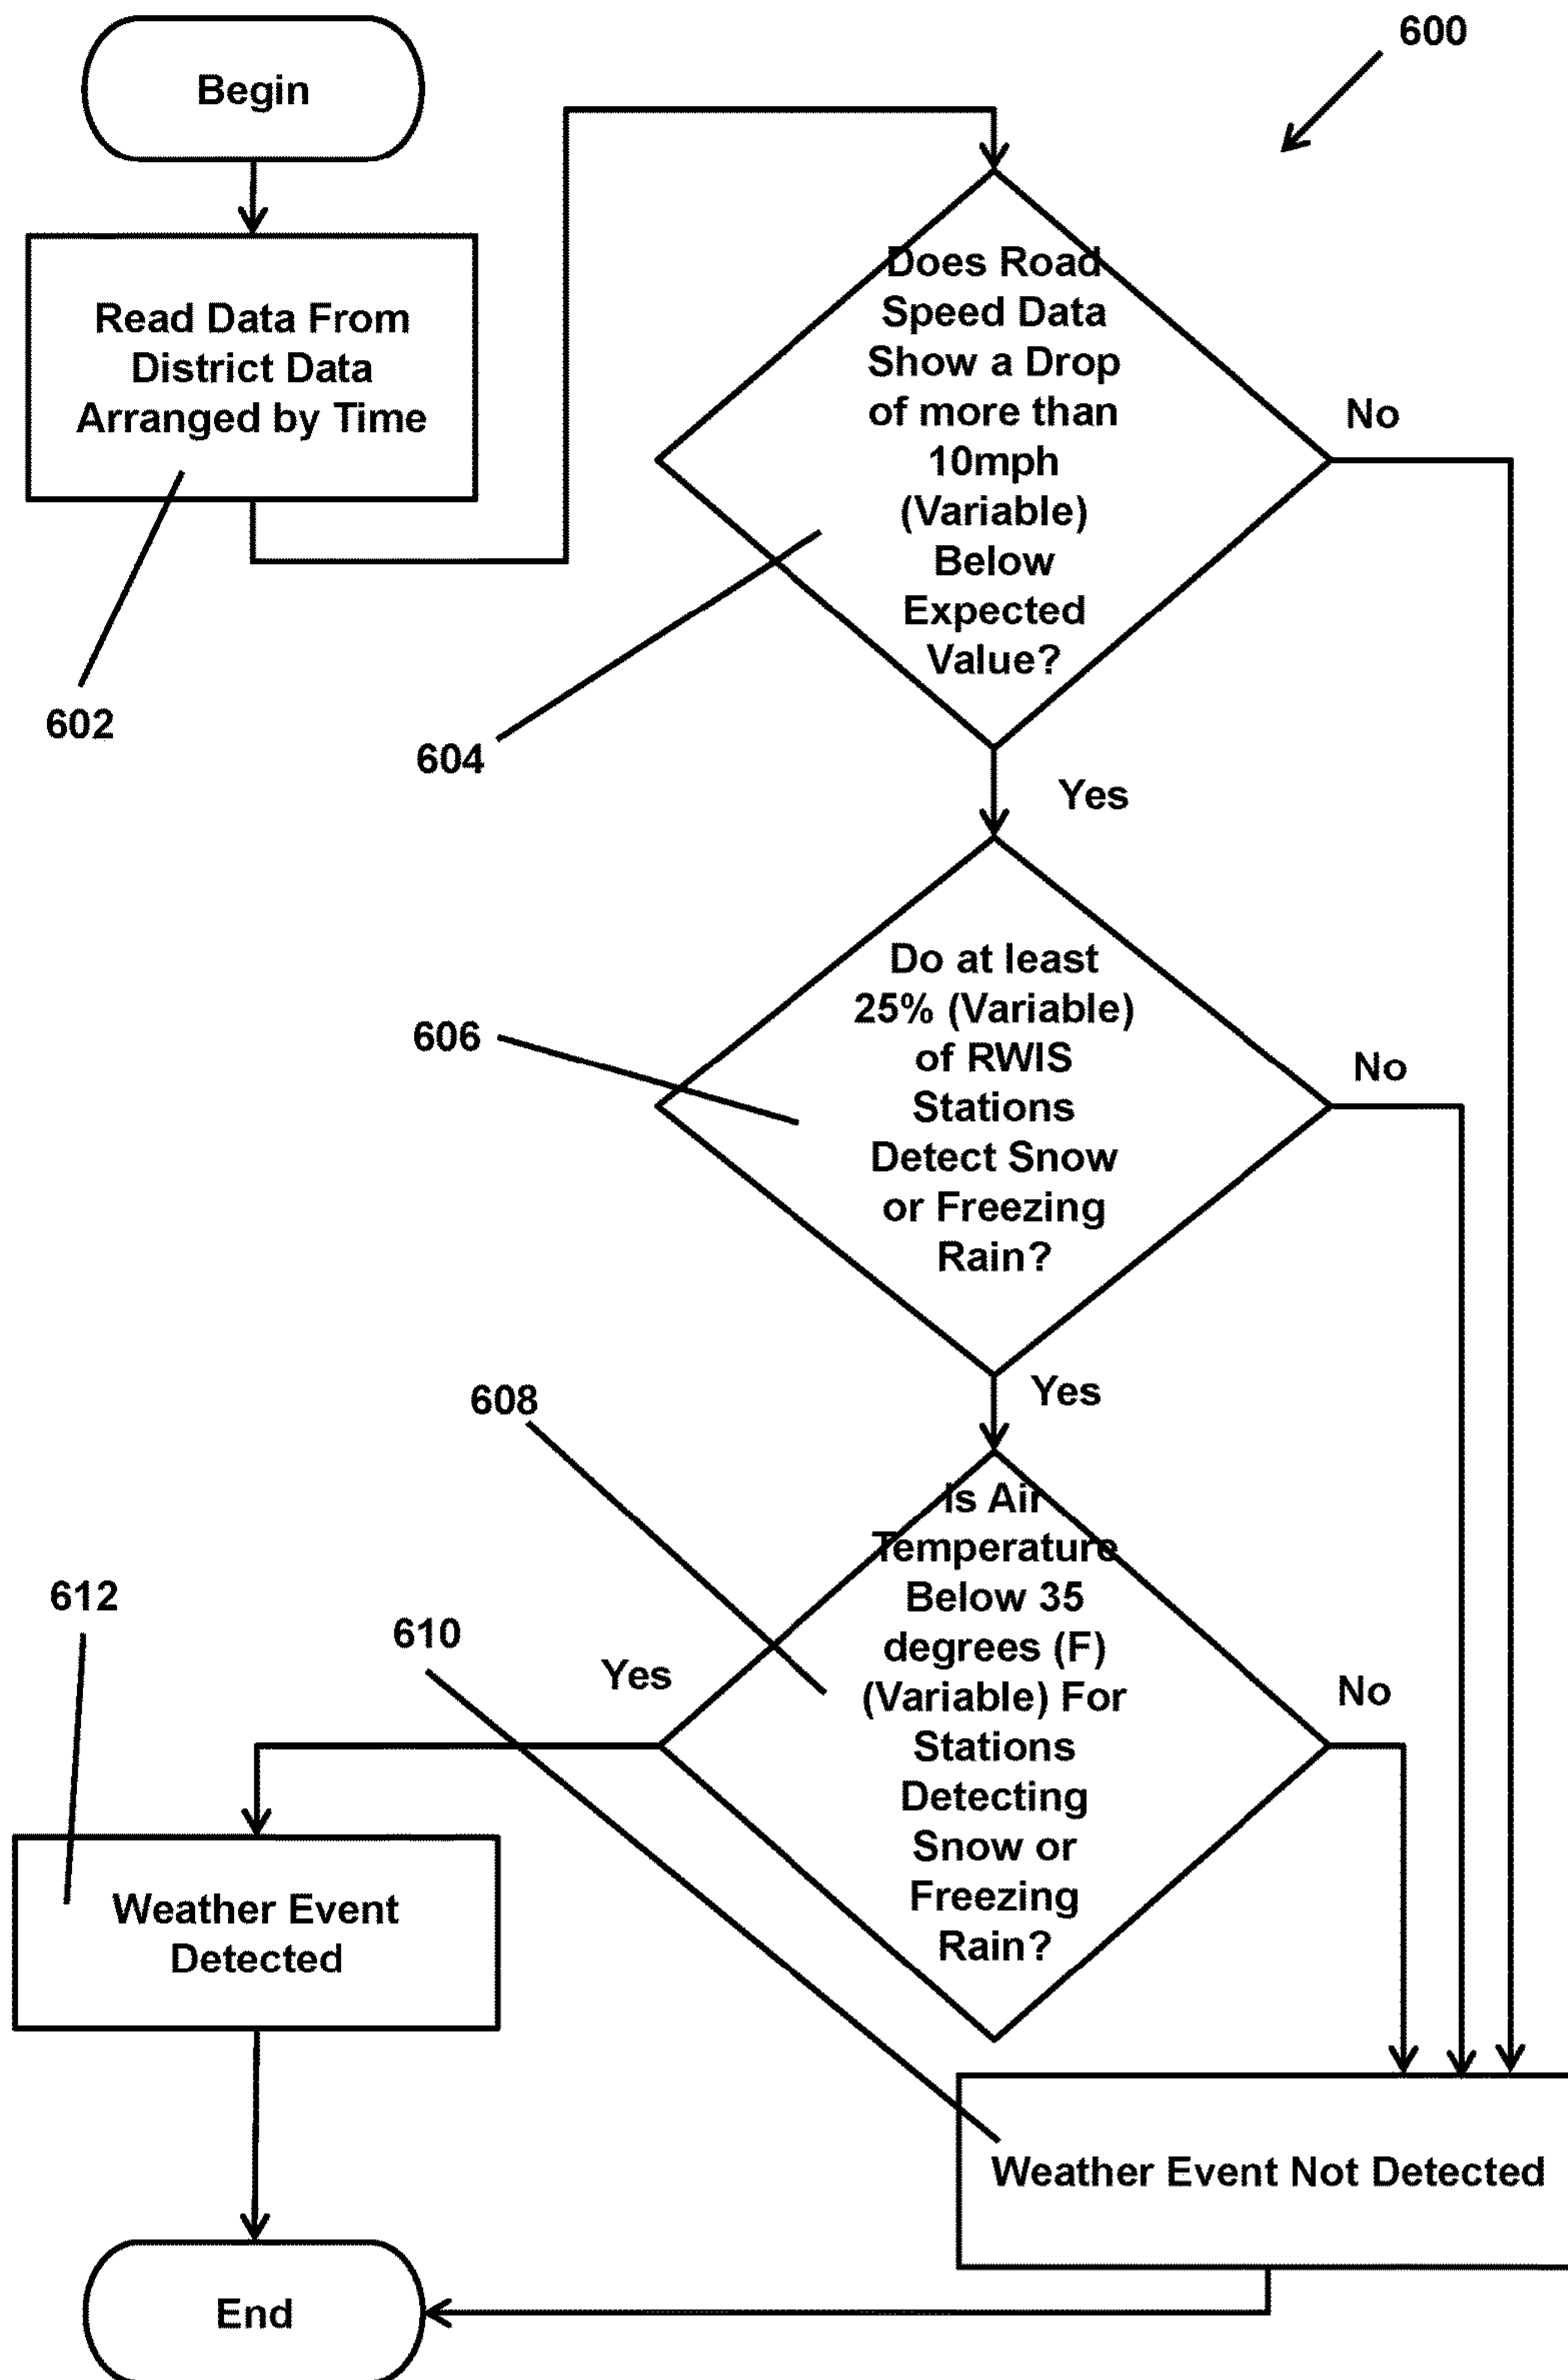 600
Begin
Read Data From
District Data
Arranged by Time
602
Does Road
Speed Data
Show a Drop
of more than
10mph
(Variable)
Below
Expected
Value?
No
604
Yes
Do at least
25% (Variable)
of RWIS
Stations
Detect Snow
or Freezing
Rain?
606
No
Yes
608
Is Air
Temperature
Below 35
degrees (F)
(Variable) For
Stations
Detecting
Snow or
Freezing
Rain?
612
610
Yes
No
Weather Event
Detected
Weather Event Not Detected
End